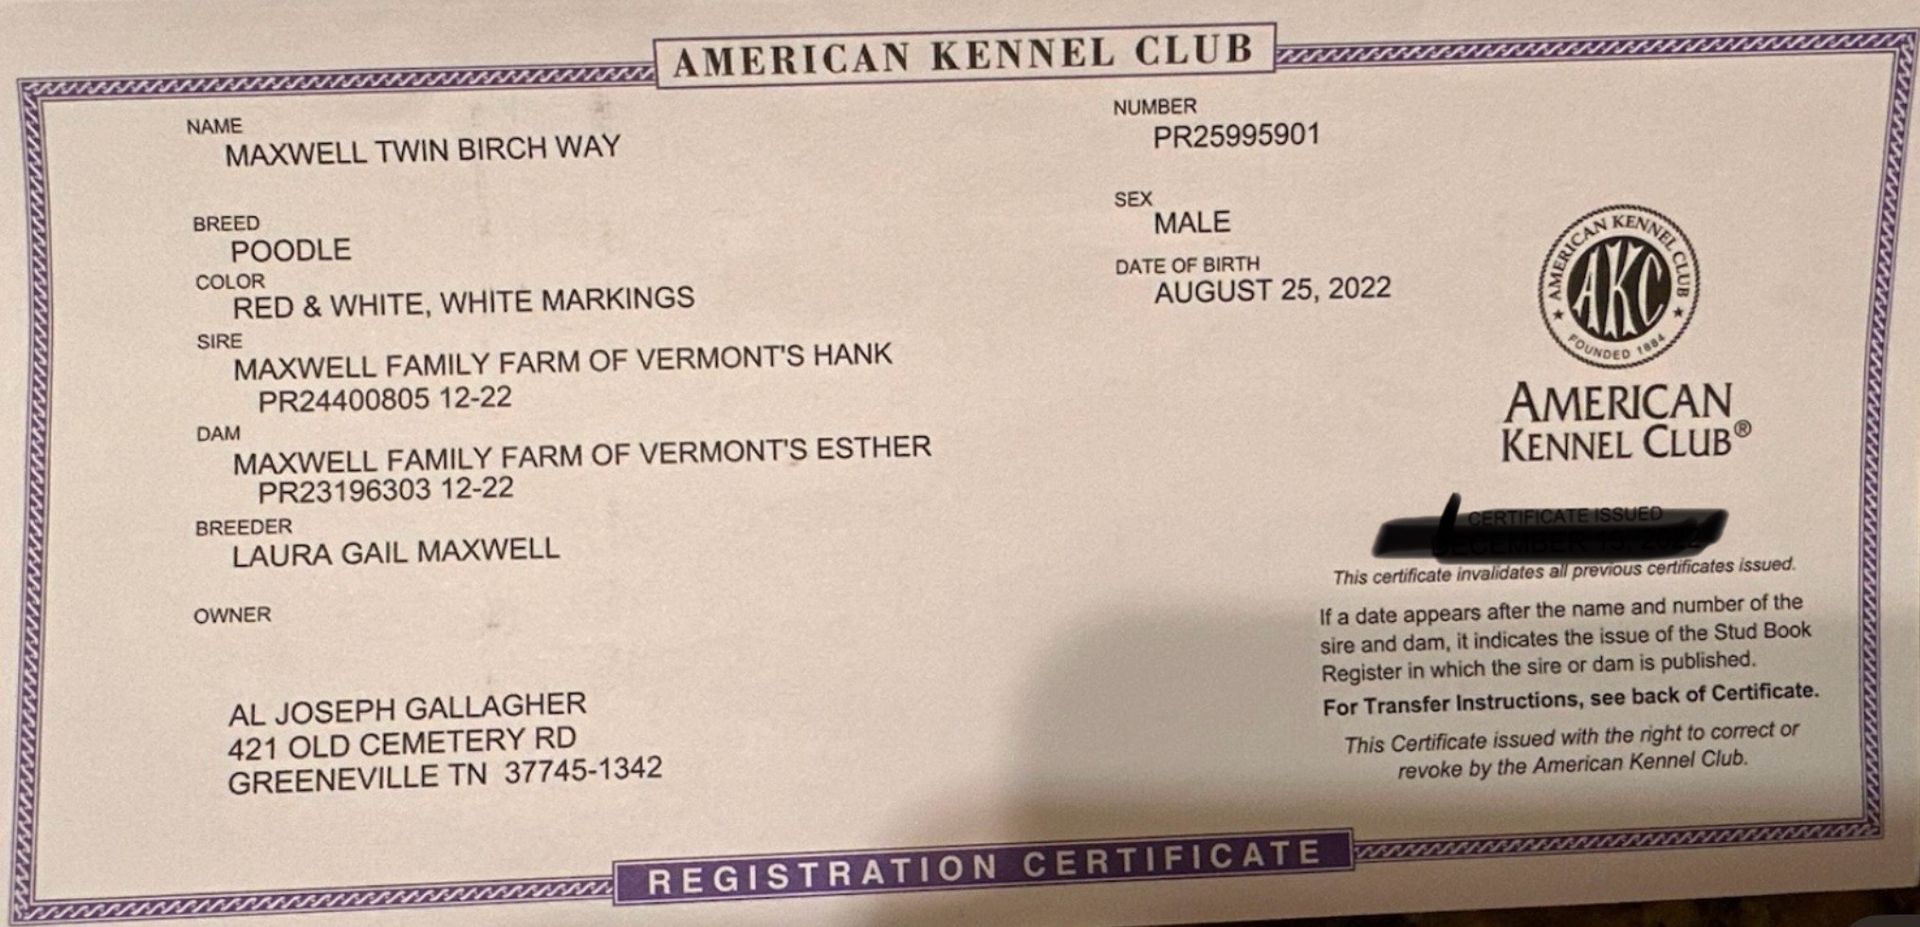 AMERICAN KENNEL CLUB
NAME
MAXWELL TWIN BIRCH WAY
NUMBER
PR25995901
BREED
POODLE
SEX
MALE
COLOR
RED & WHITE, WHITE MARKINGS
DATE OF BIRTH
AUGUST 25, 2022
SIRE
MAXWELL FAMILY FARM OF VERMONT'S HANK
PR24400805 12-22
DAM
MAXWELL FAMILY FARM OF VERMONT'S ESTHER
PR23196303 12-22
BREEDER
LAURA GAIL MAXWELL
OWNER
AL JOSEPH GALLAGHER
421 OLD CEMETERY RD
GREENEVILLE TN 37745-1342
AMERICAN KENNEL CLUB
AKC
FOUNDED 1884
AMERICAN
KENNEL CLUB®
CERTIFICATE ISSUED
This certificate invalidates all previous certificates issued.
If a date appears after the name and number of the
sire and dam, it indicates the issue of the Stud Book
Register in which the sire or dam is published.
For Transfer Instructions, see back of Certificate.
This Certificate issued with the right to correct or
revoke by the American Kennel Club.
REGISTRATION CERTIFICATE